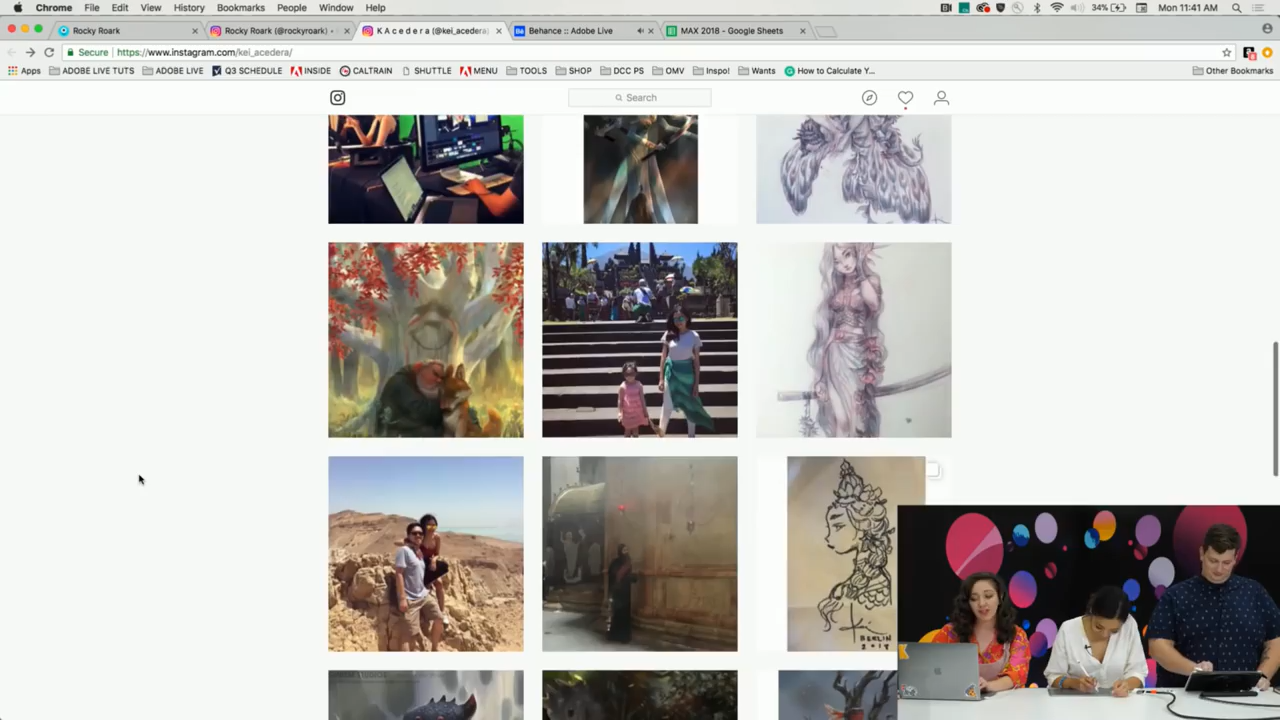 Chrome File Edit View History Bookmarks People Window Help 34% Mon 11:41 AM
Rocky Roark Rocky Roark (@rockyroark) • K A c e d e r a (@kei_acedera) Behance :: Adobe Live MAX 2018 - Google Sheets
Secure https://www.instagram.com/kei_acedera/
Apps ADOBE LIVE TUTS ADOBE LIVE Q3 SCHEDULE INSIDE CALTRAIN SHUTTLE MENU TOOLS SHOP DCC PS OMV Inspo! Wants How to Calculate Y... Other Bookmarks
Search
Kei
BERLIN
2018